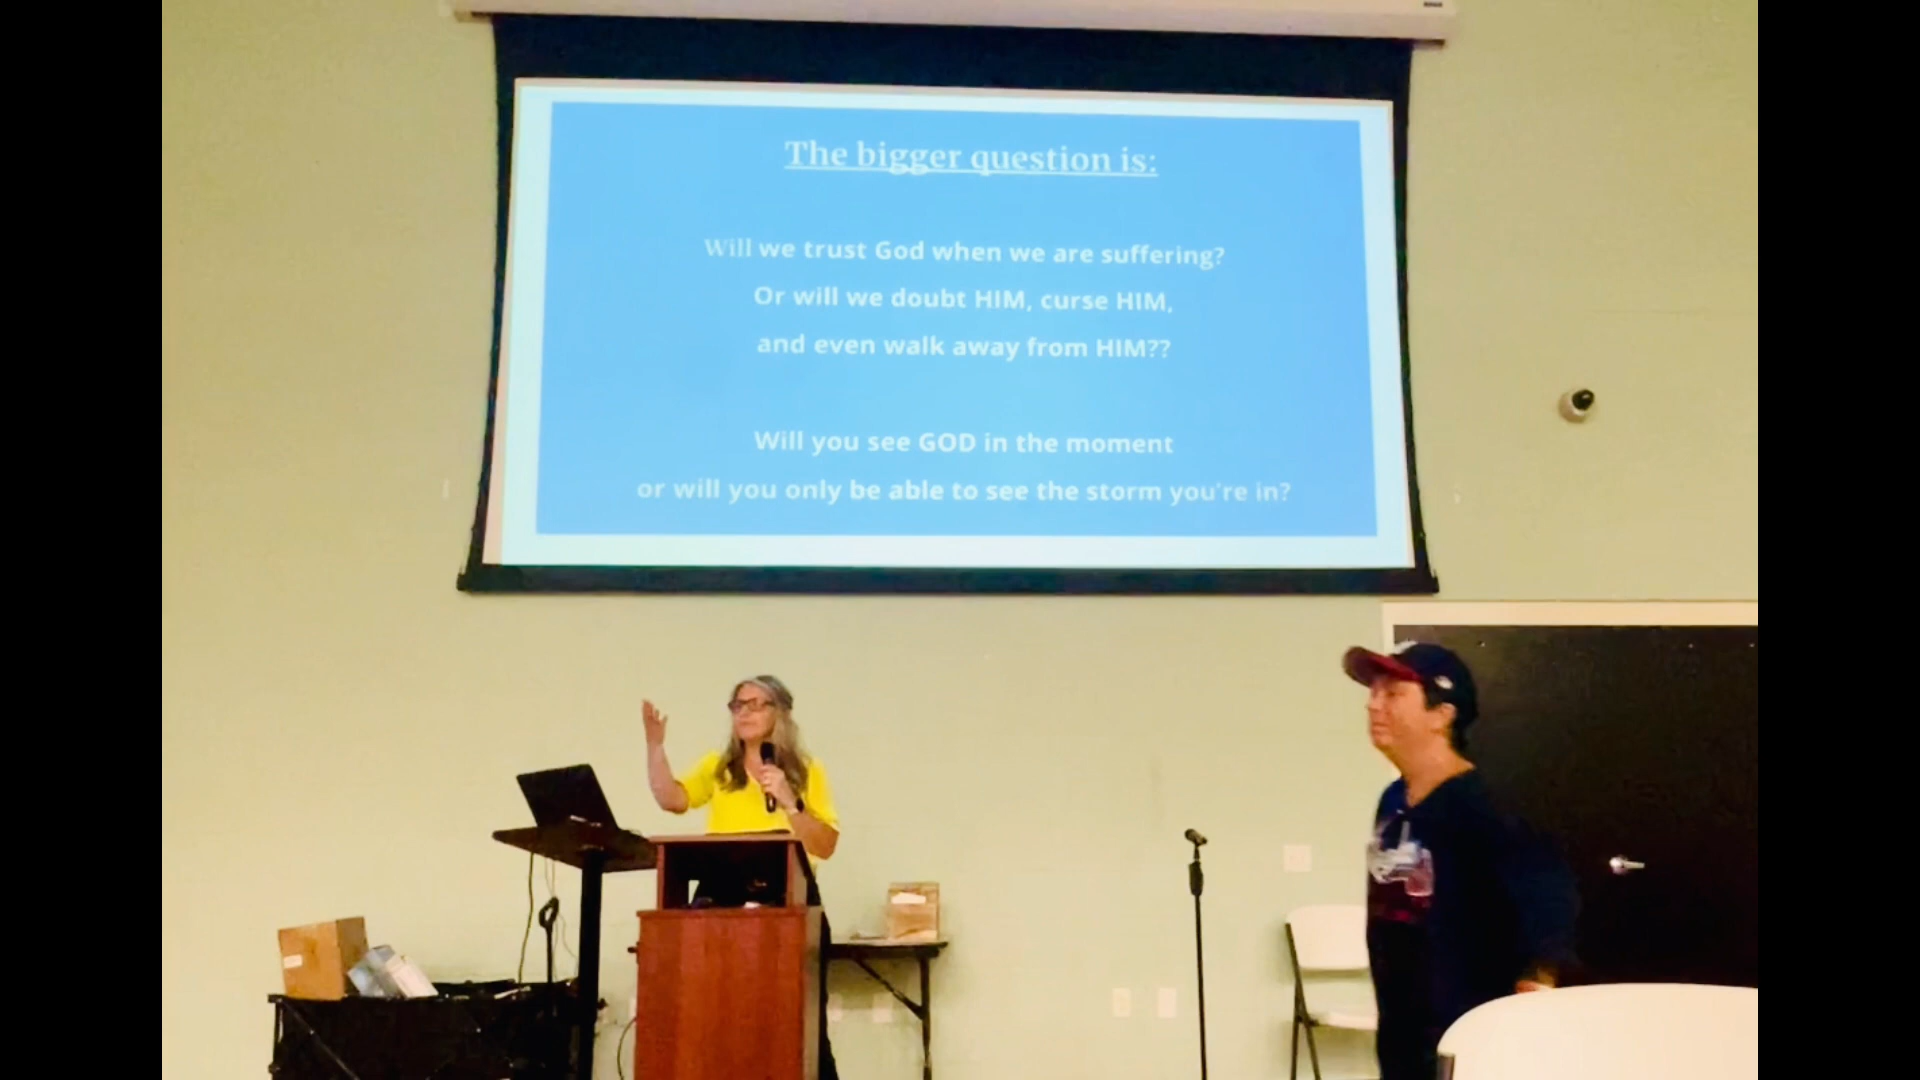 The bigger question is:
Will we trust God when we are suffering?
Or will we doubt HIM, curse HIM,
and even walk away from HIM??
Will you see GOD in the moment
or will you only be able to see the storm you're in?